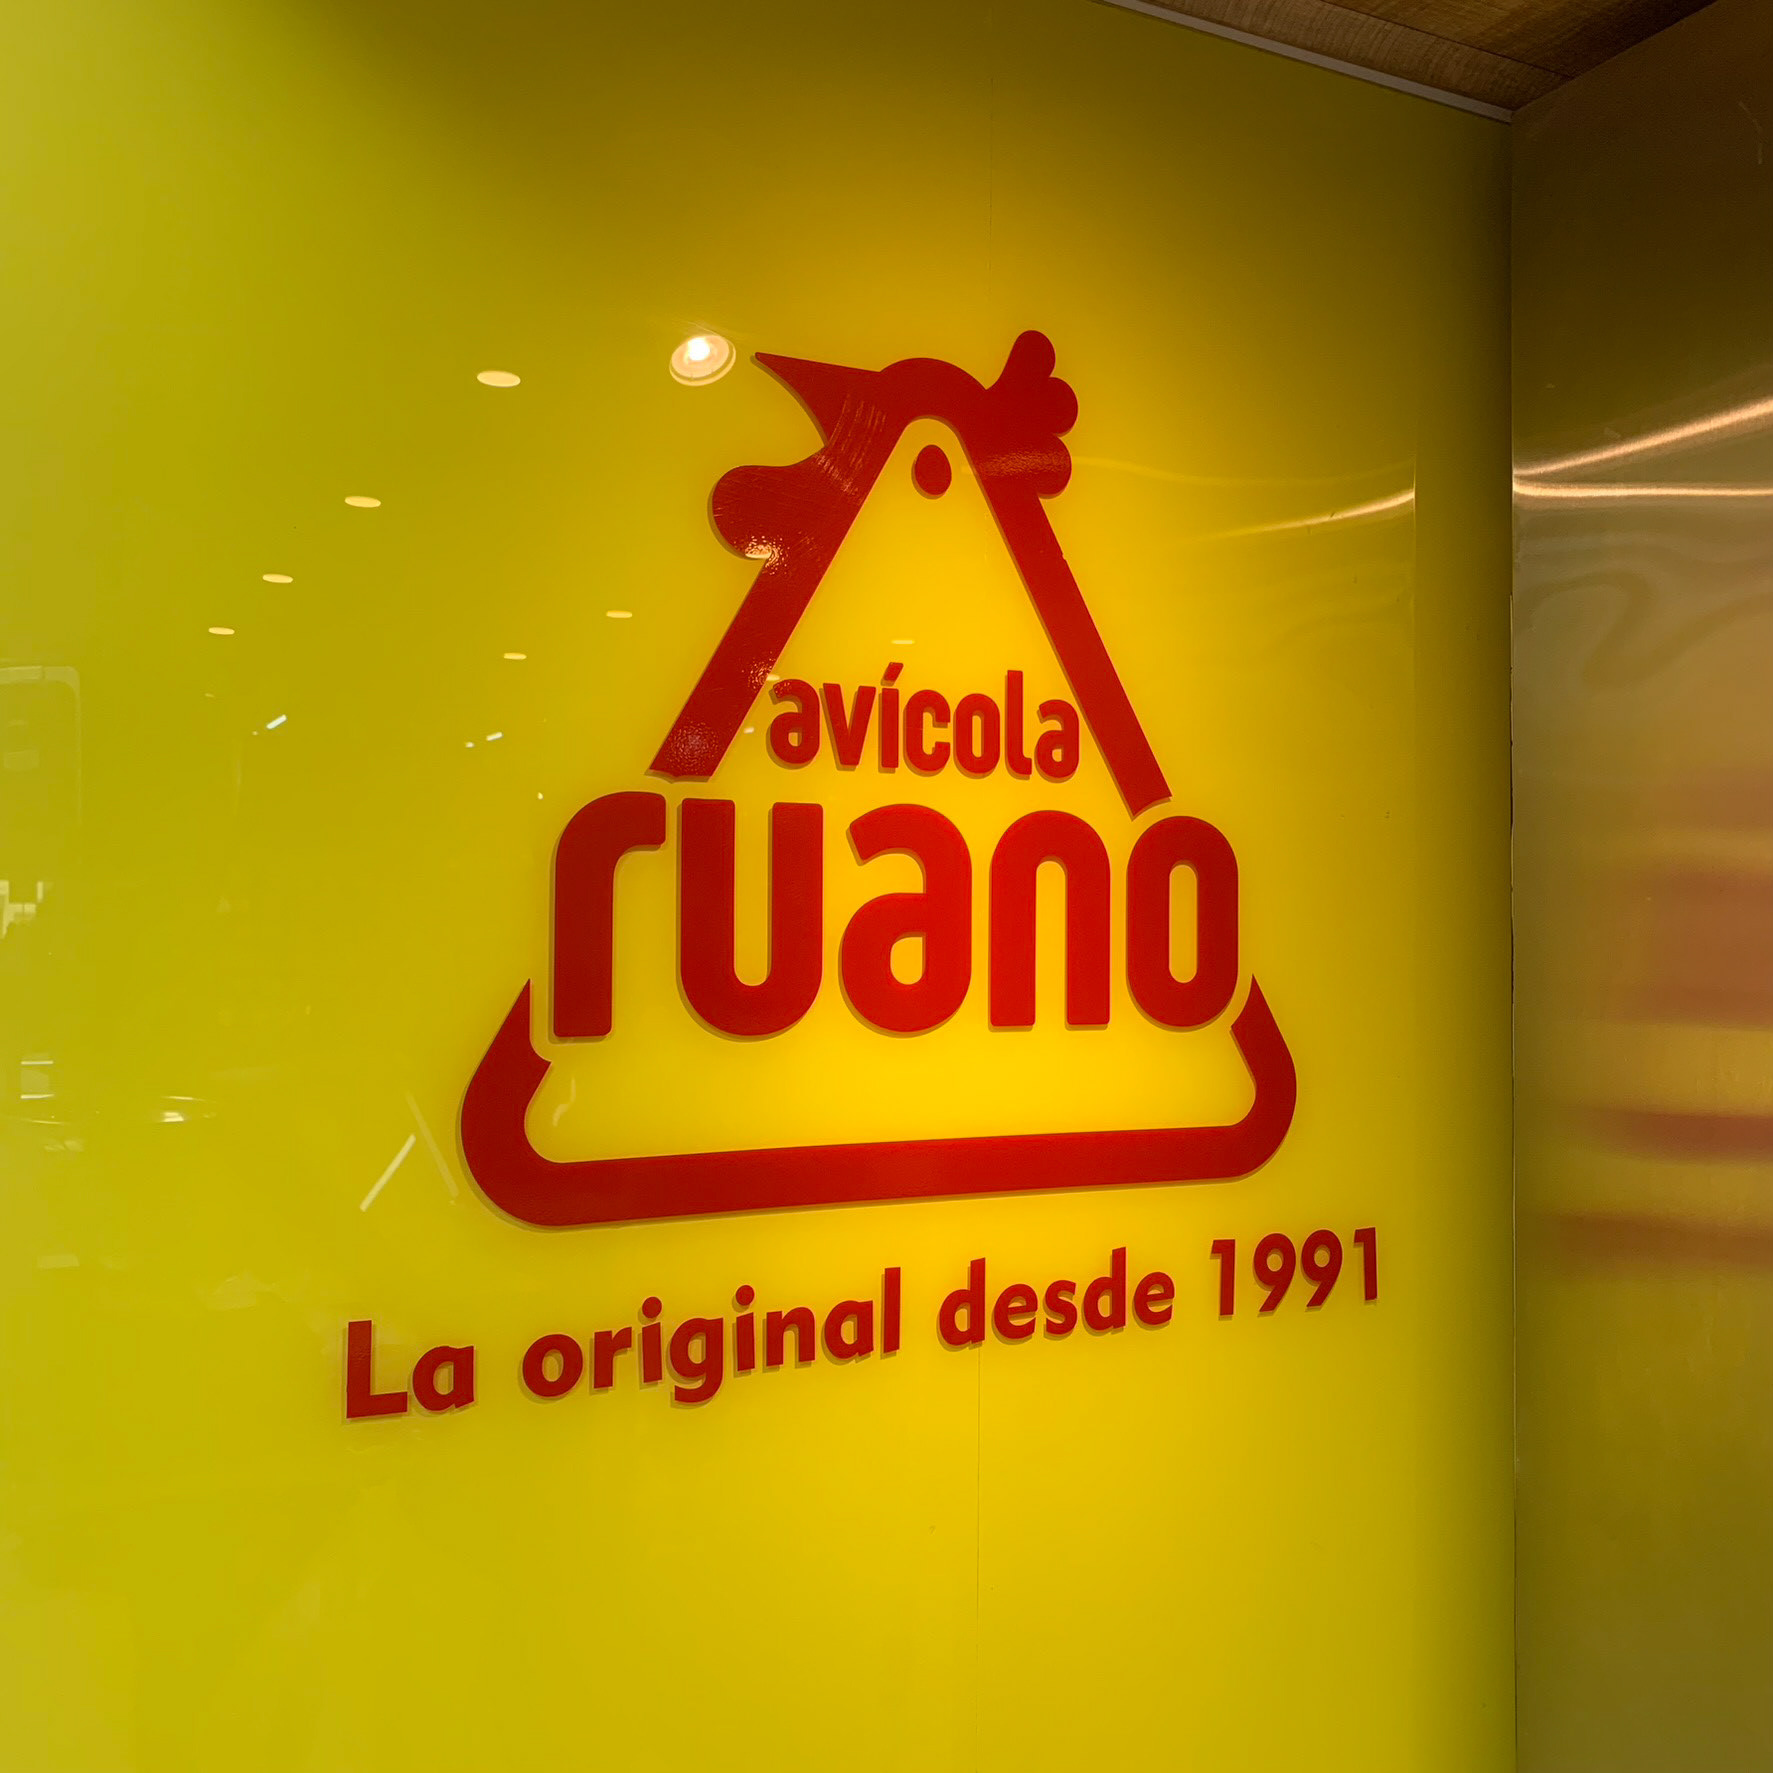 avícola
ruano
La original desde 1991